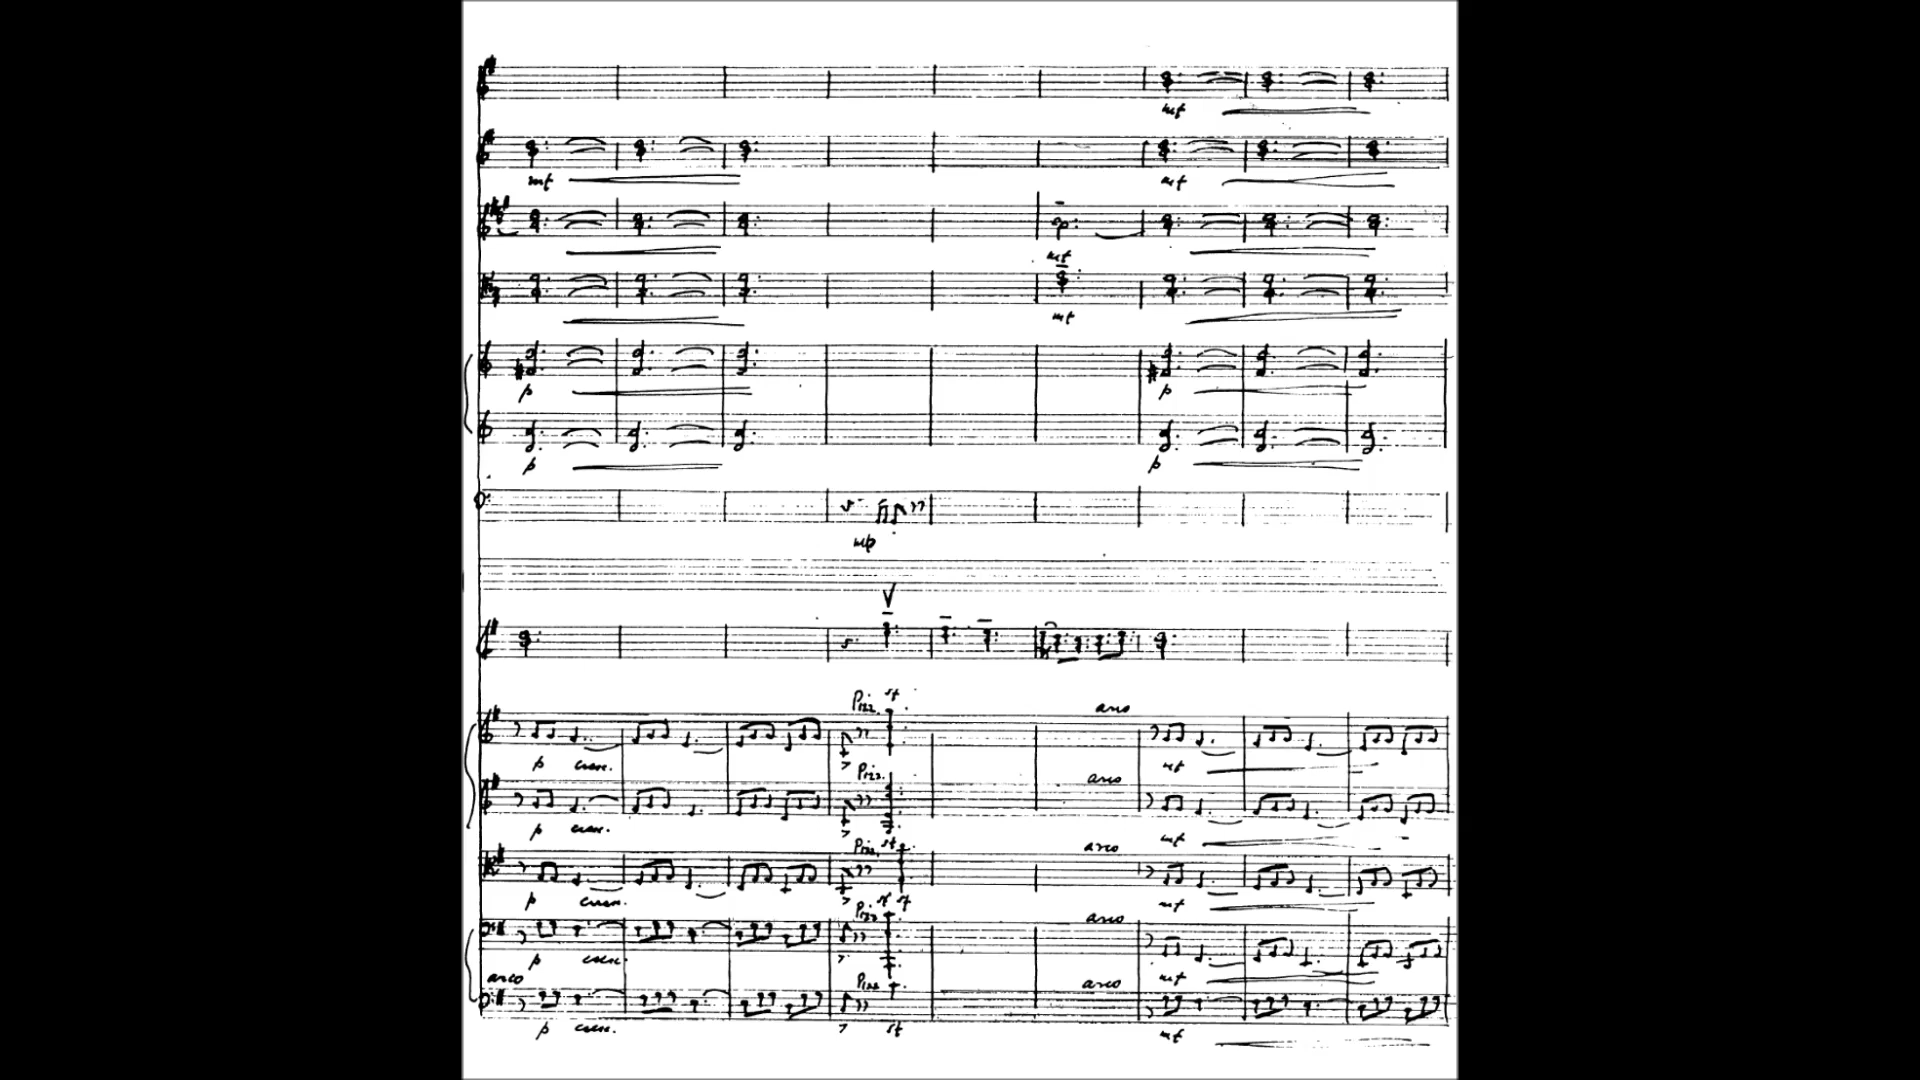 mf
mf mf
mf
mf
p p
p p
mp
Pizz. sf arco
p cresc. mf
Pizz. arco
p cresc. mf
Pizz. sf arco
p cresc. mf
sf sf
Pizz. arco
p cresc. mf
arco Pizz. arco
p cresc. sf mf